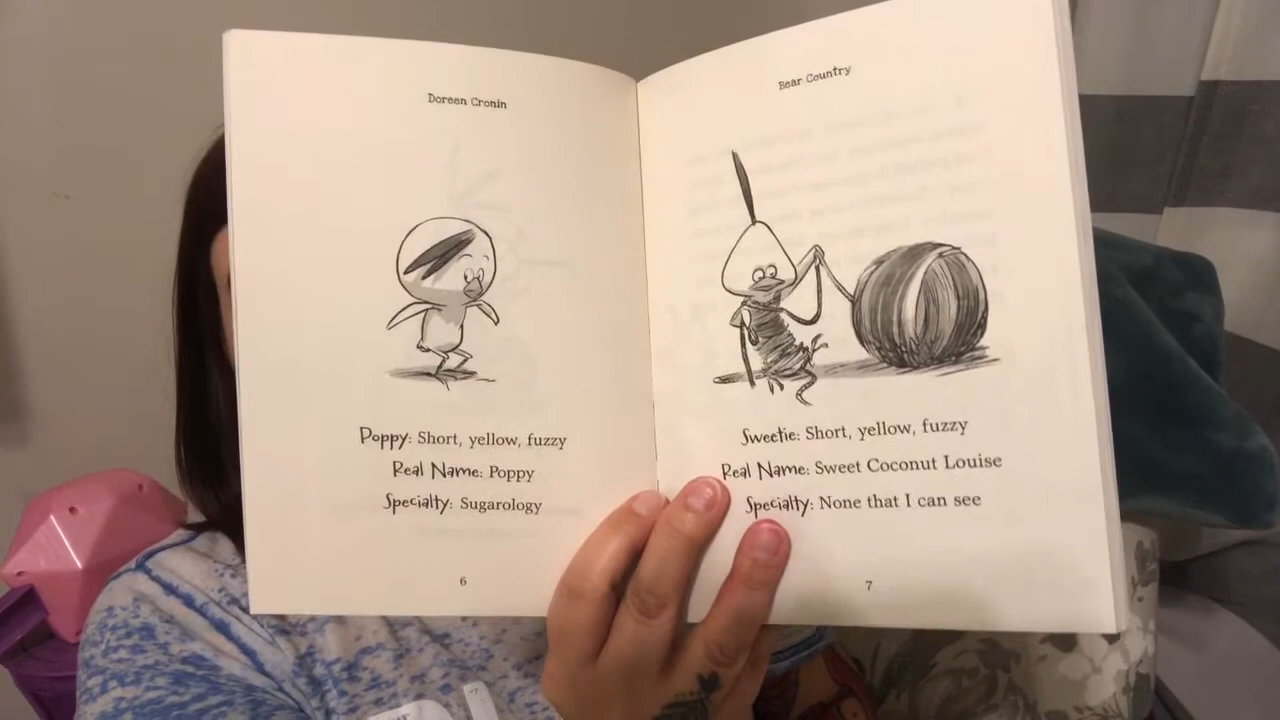 Doreen Cronin
Poppy: Short, yellow, fuzzy
Real Name: Poppy
Specialty: Sugarology
6
Bear Country
Sweetie: Short, yellow, fuzzy
Real Name: Sweet Coconut Louise
Specialty: None that I can see
7